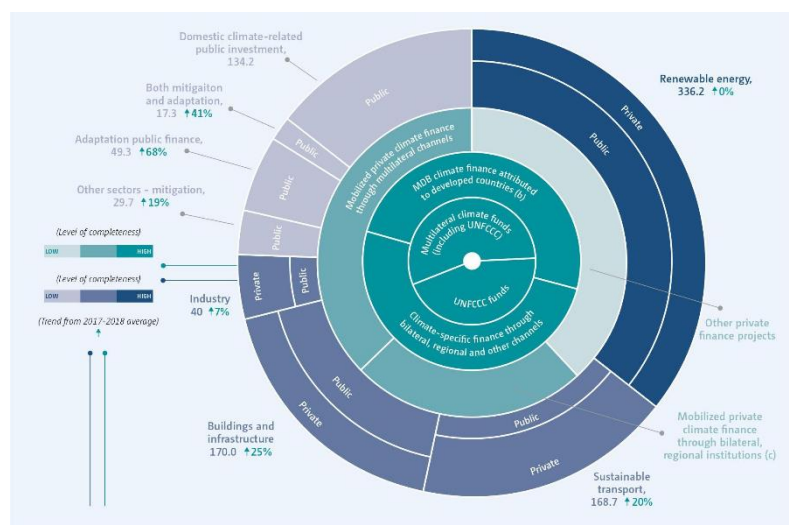 Domestic climate-related
public investment,
134.2
Both mitigaiton
and adaptation,
17.3 ↑41%
Adaptation public finance,
49.3 ↑68%
Other sectors – mitigation,
29.7 ↑19%
(Level of completeness)
LOW HIGH
(Level of completeness)
LOW HIGH
(Trend from 2017–2018 average)
↑
Industry
40 ↑7%
Buildings and
infrastructure
170.0 ↑25%
Sustainable
transport,
168.7 ↑20%
Renewable energy,
336.2 ↑0%
Other private
finance projects
Mobilized private
climate finance
through bilateral,
regional institutions (c)
Public
Public
Public
Public
Private
Public
Public
Private
Public
Private
Public
Private
Mobilized private climate finance
through multilateral channels
MDB climate finance attributed
to developed countries (b)
Multilateral climate funds
(including UNFCCC)
UNFCCC funds
Climate-specific finance through
bilateral, regional and other channels